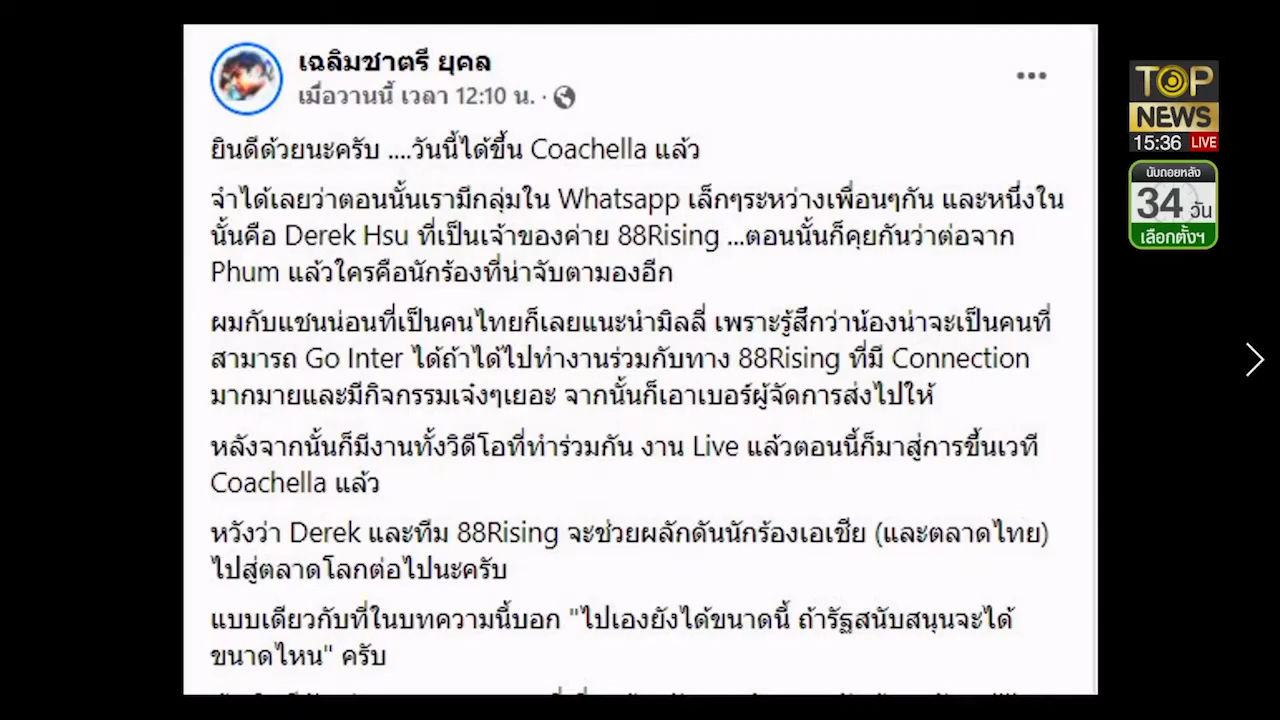 เฉลิมชาตรี ยุคล
เมื่อวานนี้ เวลา 12:10 น. ·
ยินดีด้วยนะครับ ....วันนี้ได้ขึ้น Coachella แล้ว
จำได้เลยว่าตอนนั้นเรามีกลุ่มใน Whatsapp เล็กๆระหว่างเพื่อนๆกัน และหนึ่งใน
นั้นคือ Derek Hsu ที่เป็นเจ้าของค่าย 88Rising ...ตอนนั้นก็คุยกันว่าต่อจาก
Phum แล้วใครคือนักร้องที่น่าจับตามองอีก
ผมกับแชนน่อนที่เป็นคนไทยก็เลยแนะนำมิลลี่ เพราะรู้สึกว่าน้องน่าจะเป็นคนที่
สามารถ Go Inter ได้ถ้าได้ไปทำงานร่วมกับทาง 88Rising ที่มี Connection
มากมายและมีกิจกรรมเจ๋งๆเยอะ จากนั้นก็เอาเบอร์ผู้จัดการส่งไปให้
หลังจากนั้นก็มีงานทั้งวิดีโอที่ทำร่วมกัน งาน Live แล้วตอนนี้ก็มาสู่การขึ้นเวที
Coachella แล้ว
หวังว่า Derek และทีม 88Rising จะช่วยผลักดันนักร้องเอเชีย (และตลาดไทย)
ไปสู่ตลาดโลกต่อไปนะครับ
แบบเดียวกับที่ในบทความนี้บอก "ไปเองยังได้ขนาดนี้ ถ้ารัฐสนับสนุนจะได้
ขนาดไหน" ครับ
TOP
NEWS
15:36 LIVE
นับถอยหลัง
34 วัน
เลือกตั้งฯ